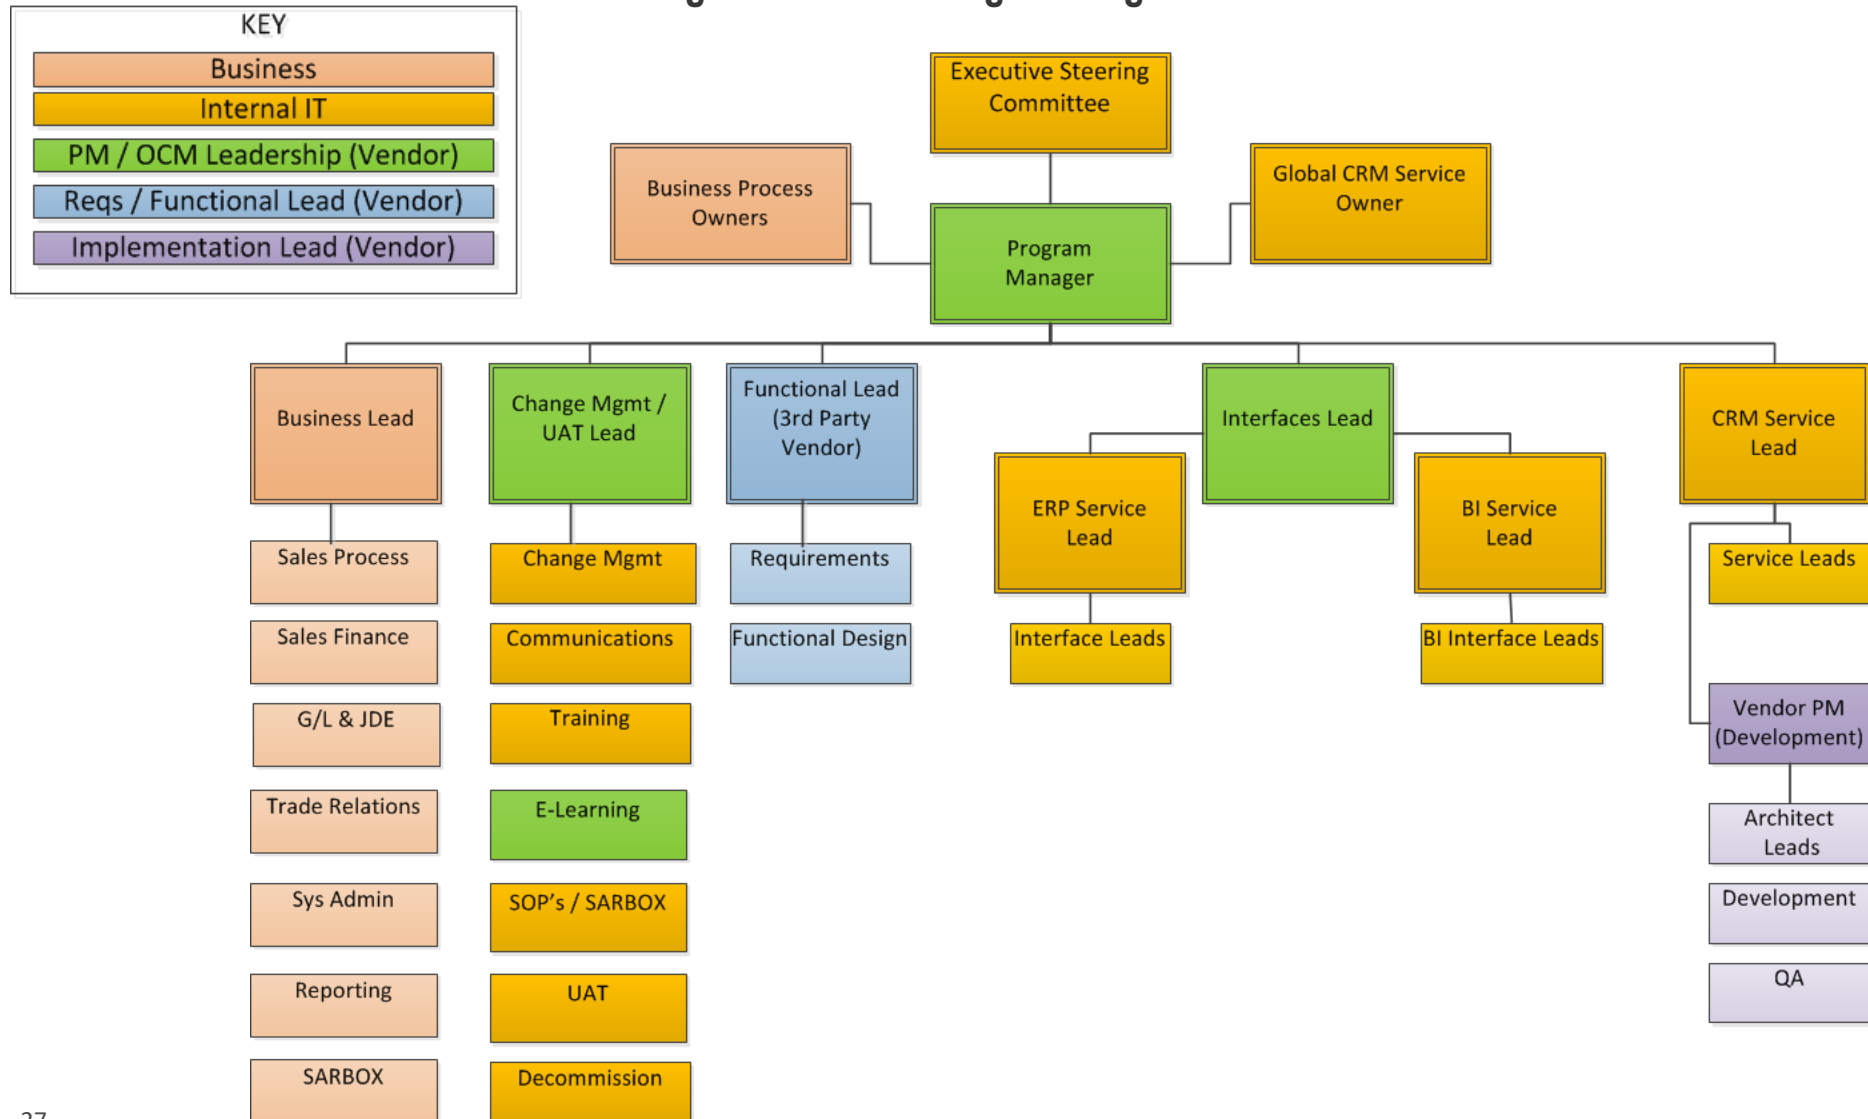 KEY
Business
Internal IT
PM / OCM Leadership (Vendor)
Reqs / Functional Lead (Vendor)
Implementation Lead (Vendor)
Executive Steering
Committee
Business Process
Owners
Global CRM Service
Owner
Program
Manager
Business Lead
Change Mgmt /
UAT Lead
Functional Lead
(3rd Party
Vendor)
Interfaces Lead
CRM Service
Lead
ERP Service
Lead
BI Service
Lead
Sales Process
Change Mgmt
Requirements
Service Leads
Sales Finance
Communications
Functional Design
Interface Leads
BI Interface Leads
G/L & JDE
Training
Vendor PM
(Development)
Trade Relations
E-Learning
Architect
Leads
Sys Admin
SOP's / SARBOX
Development
Reporting
UAT
QA
SARBOX
Decommission